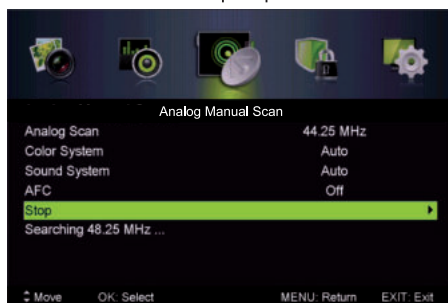 Analog Manual Scan
Analog Scan 44.25 MHz
Color System Auto
Sound System Auto
AFC Off
Stop
Searching 48.25 MHz ...
Move OK: Select MENU: Return EXIT: Exit